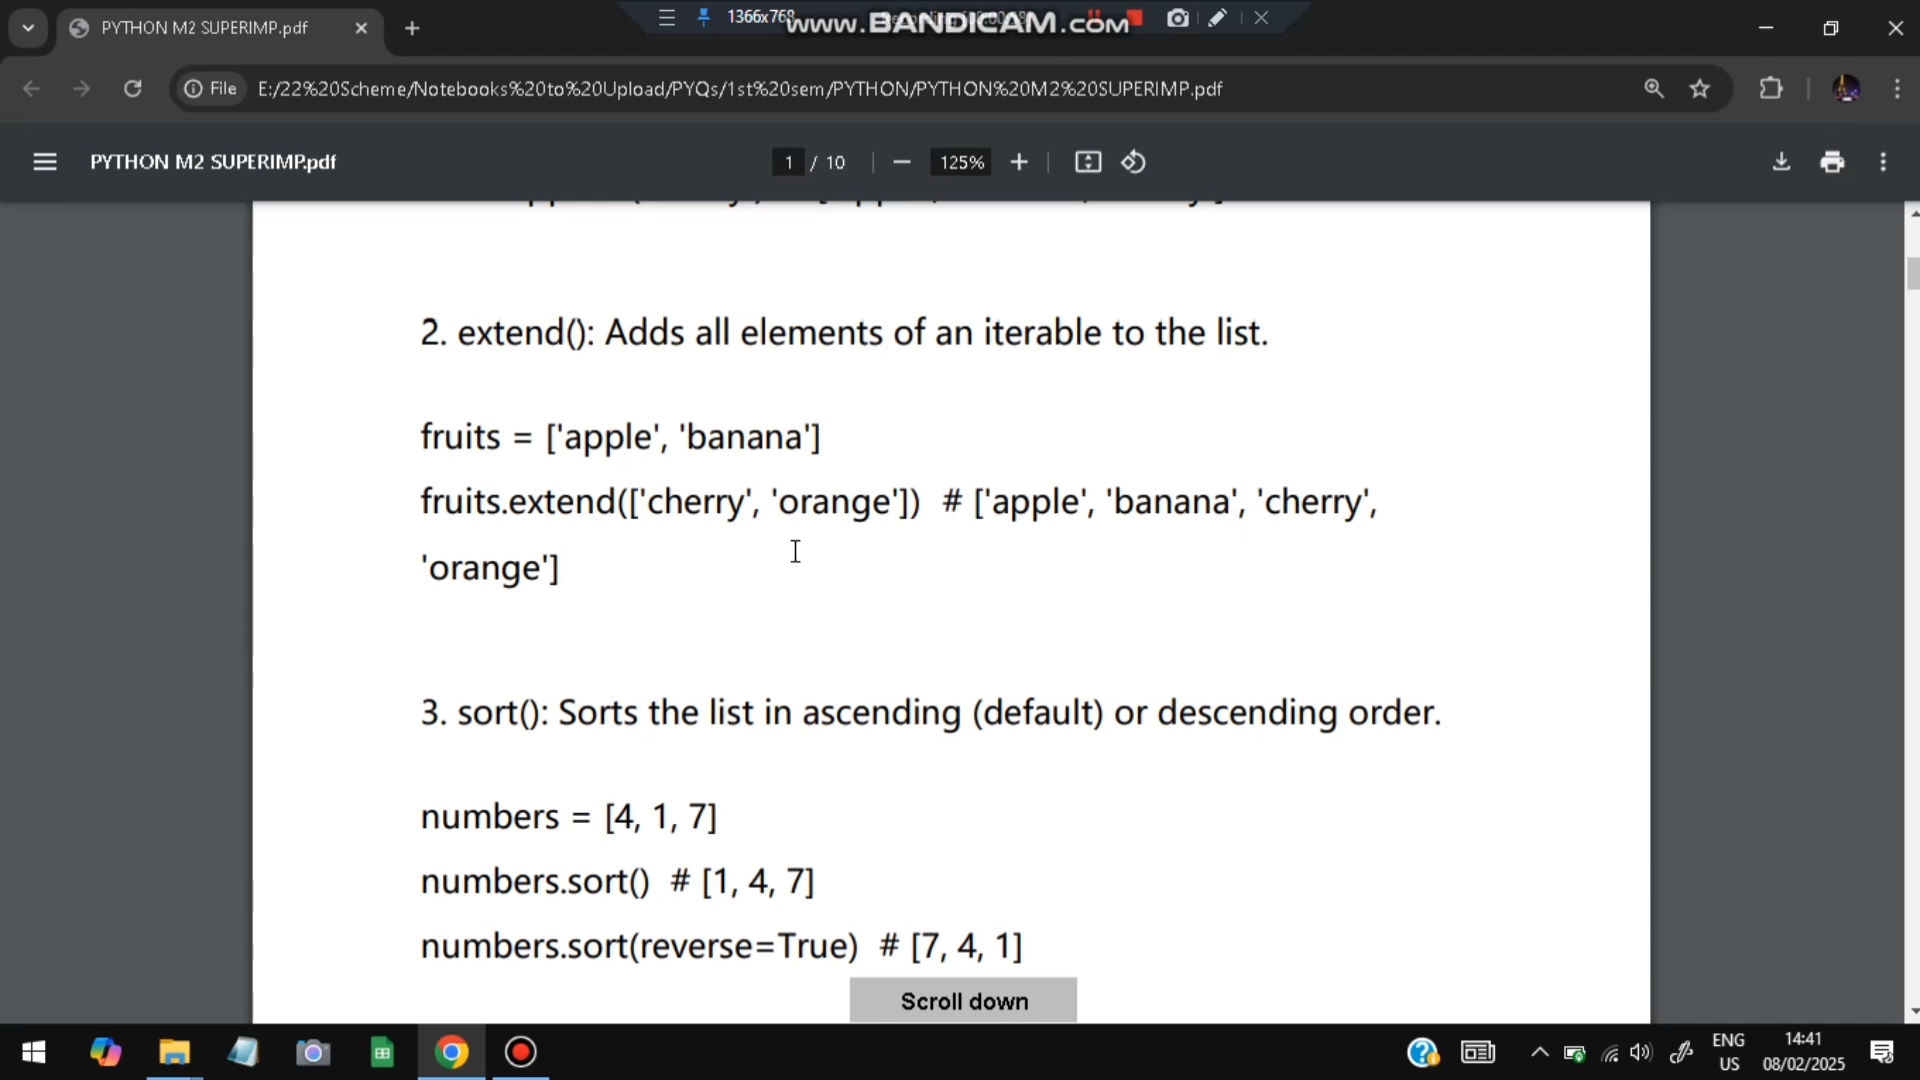 PYTHON M2 SUPERIMP.pdf
1366x768
www.BANDICAM.com
File
E:/22%20Scheme/Notebooks%20to%20Upload/PYQs/1st%20sem/PYTHON/PYTHON%20M2%20SUPERIMP.pdf
PYTHON M2 SUPERIMP.pdf
1 / 10
125%
2. extend(): Adds all elements of an iterable to the list.
fruits = ['apple', 'banana']
fruits.extend(['cherry', 'orange']) # ['apple', 'banana', 'cherry',
'orange']
3. sort(): Sorts the list in ascending (default) or descending order.
numbers = [4, 1, 7]
numbers.sort() # [1, 4, 7]
numbers.sort(reverse=True) # [7, 4, 1]
Scroll down
ENG
US
14:41
08/02/2025